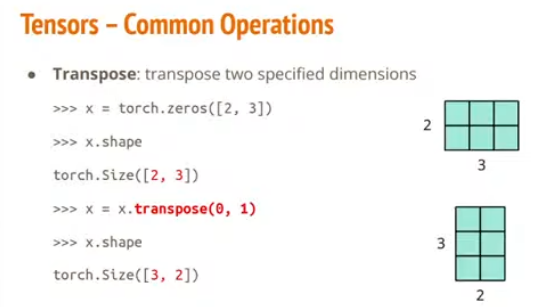 Tensors – Common Operations
● Transpose: transpose two specified dimensions
>>> x = torch.zeros([2, 3])
>>> x.shape
torch.Size([2, 3])
>>> x = x.transpose(0, 1)
>>> x.shape
torch.Size([3, 2])
2
3
3
2